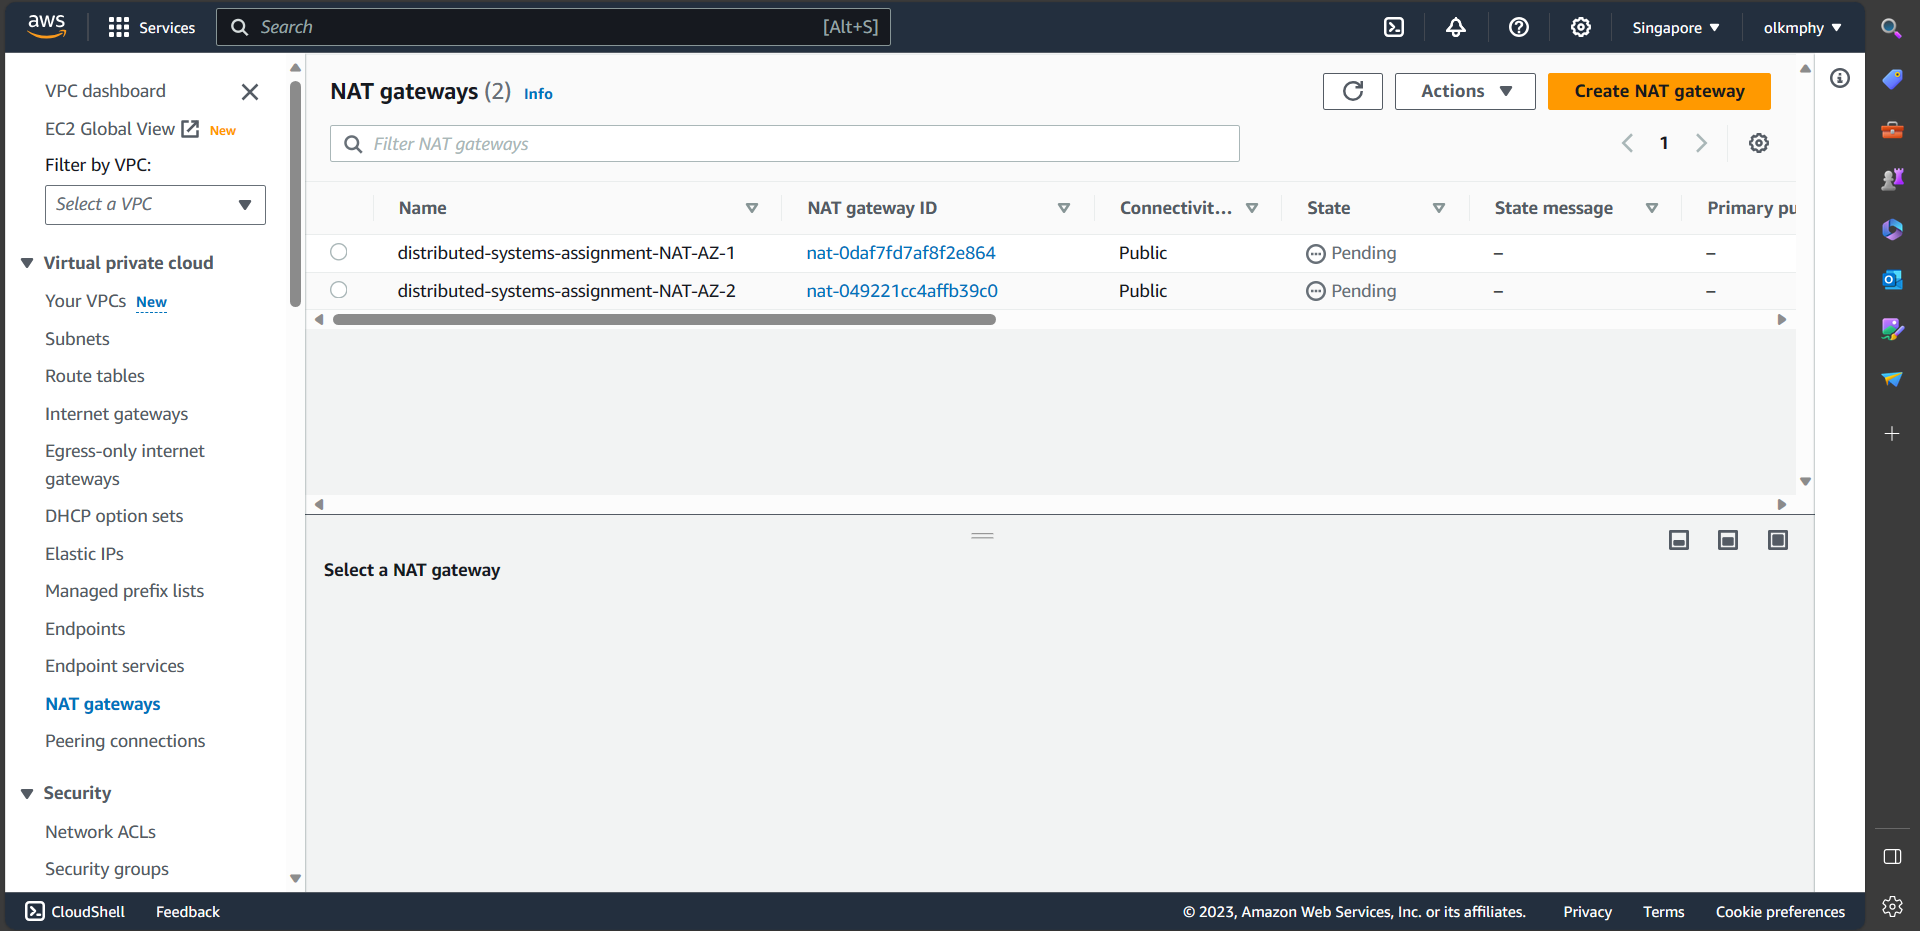 aws
Services
Search
[Alt+S]
Singapore
olkmphy
VPC dashboard
EC2 Global View New
Filter by VPC:
Select a VPC
Virtual private cloud
Your VPCs New
Subnets
Route tables
Internet gateways
Egress-only internet
gateways
DHCP option sets
Elastic IPs
Managed prefix lists
Endpoints
Endpoint services
NAT gateways
Peering connections
Security
Network ACLs
Security groups
NAT gateways (2) Info
Actions
Create NAT gateway
Filter NAT gateways
1
Name NAT gateway ID Connectivit... State State message Primary pu
distributed-systems-assignment-NAT-AZ-1 nat-0daf7fd7af8f2e864 Public Pending – –
distributed-systems-assignment-NAT-AZ-2 nat-049221cc4affb39c0 Public Pending – –
Select a NAT gateway
CloudShell
Feedback
© 2023, Amazon Web Services, Inc. or its affiliates.
Privacy
Terms
Cookie preferences